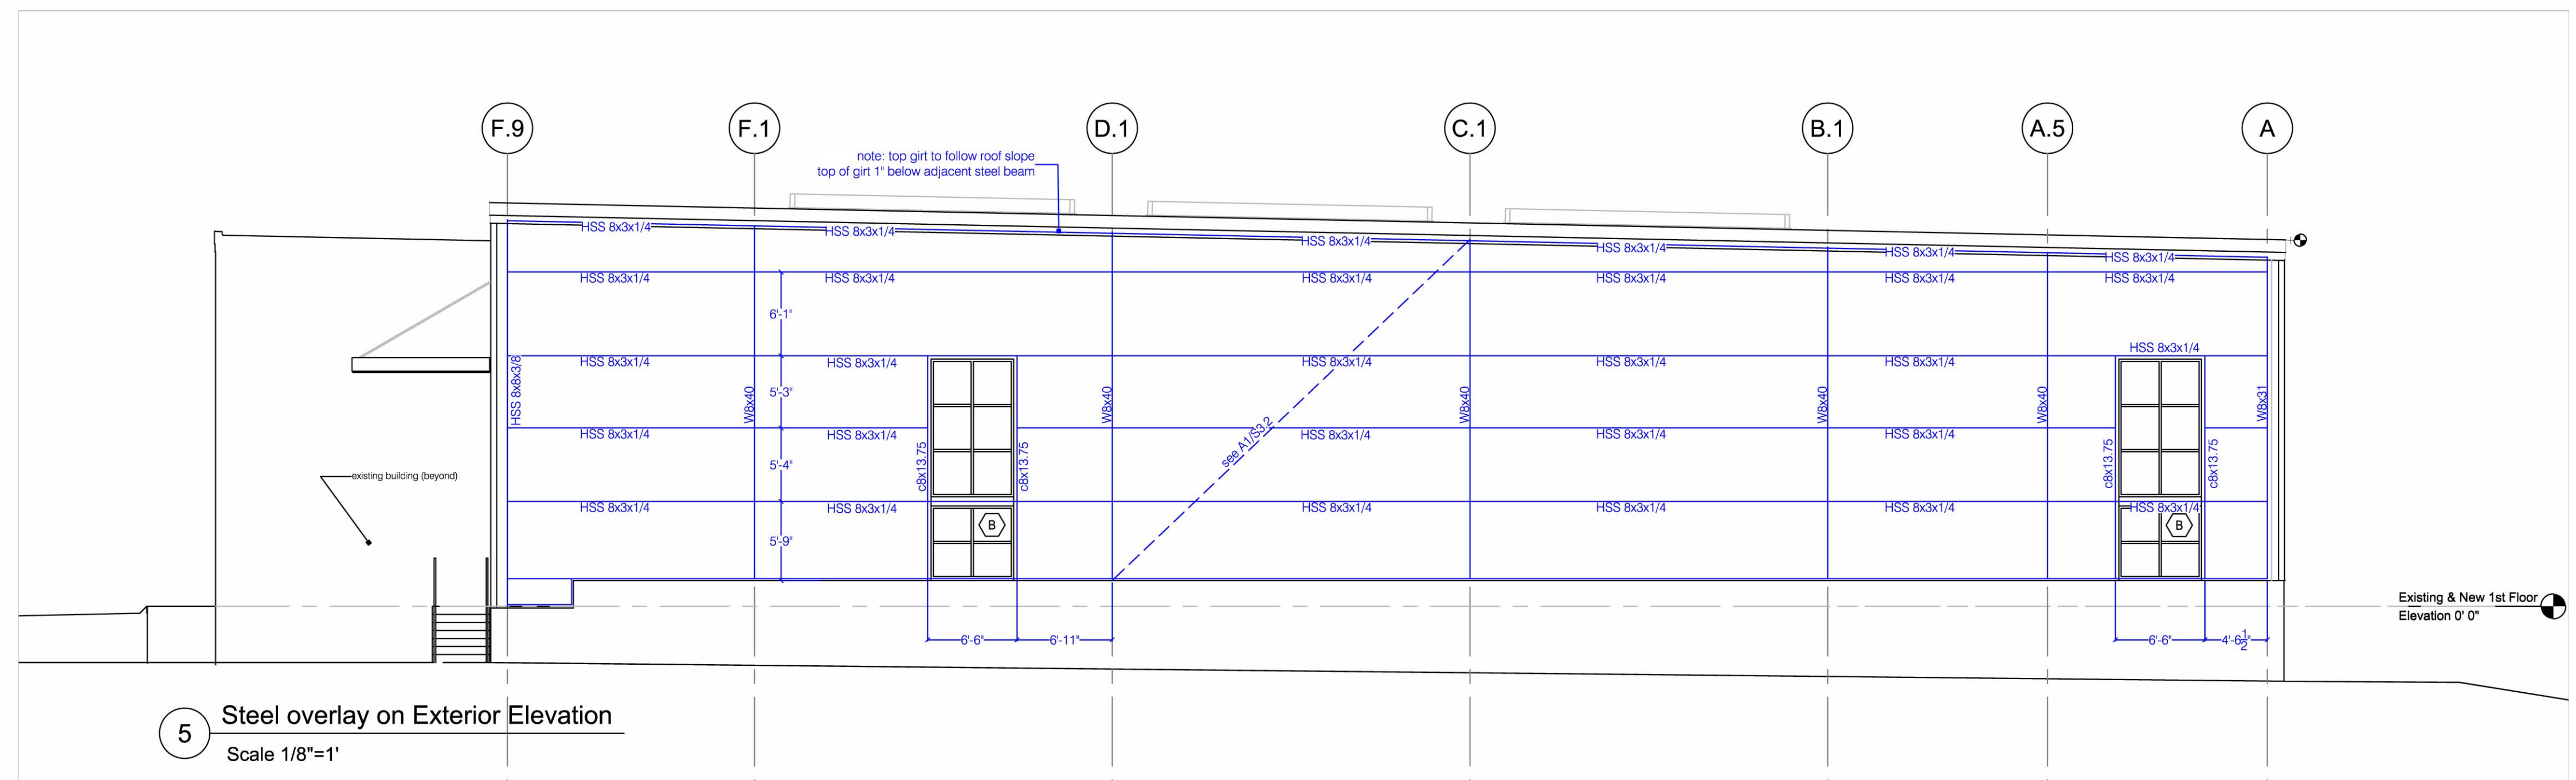 F.9 F.1 D.1 C.1 B.1 A.5 A
note: top girt to follow roof slope
top of girt 1" below adjacent steel beam
HSS 8x3x1/4 HSS 8x3x1/4 HSS 8x3x1/4 HSS 8x3x1/4 HSS 8x3x1/4 HSS 8x3x1/4
HSS 8x3x1/4 HSS 8x3x1/4 HSS 8x3x1/4 HSS 8x3x1/4 HSS 8x3x1/4 HSS 8x3x1/4
6'-1"
HSS 8x3x1/4
HSS 8x3x1/4 HSS 8x3x1/4 HSS 8x3x1/4 HSS 8x3x1/4 HSS 8x3x1/4
HSS 8x8x3/8 W8x40 5'-3" W8x40 W8x40 W8x40 W8x40 W8x31
HSS 8x3x1/4 HSS 8x3x1/4 HSS 8x3x1/4 HSS 8x3x1/4 HSS 8x3x1/4
see A1/S3.2
5'-4" c8x13.75 c8x13.75 c8x13.75 c8x13.75
existing building (beyond)
HSS 8x3x1/4 HSS 8x3x1/4 HSS 8x3x1/4 HSS 8x3x1/4 HSS 8x3x1/4 HSS 8x3x1/4
B B
5'-9"
Existing & New 1st Floor
Elevation 0' 0"
6'-6" 6'-11" 6'-6" 4'-6 1/2"
5 Steel overlay on Exterior Elevation
Scale 1/8"=1'